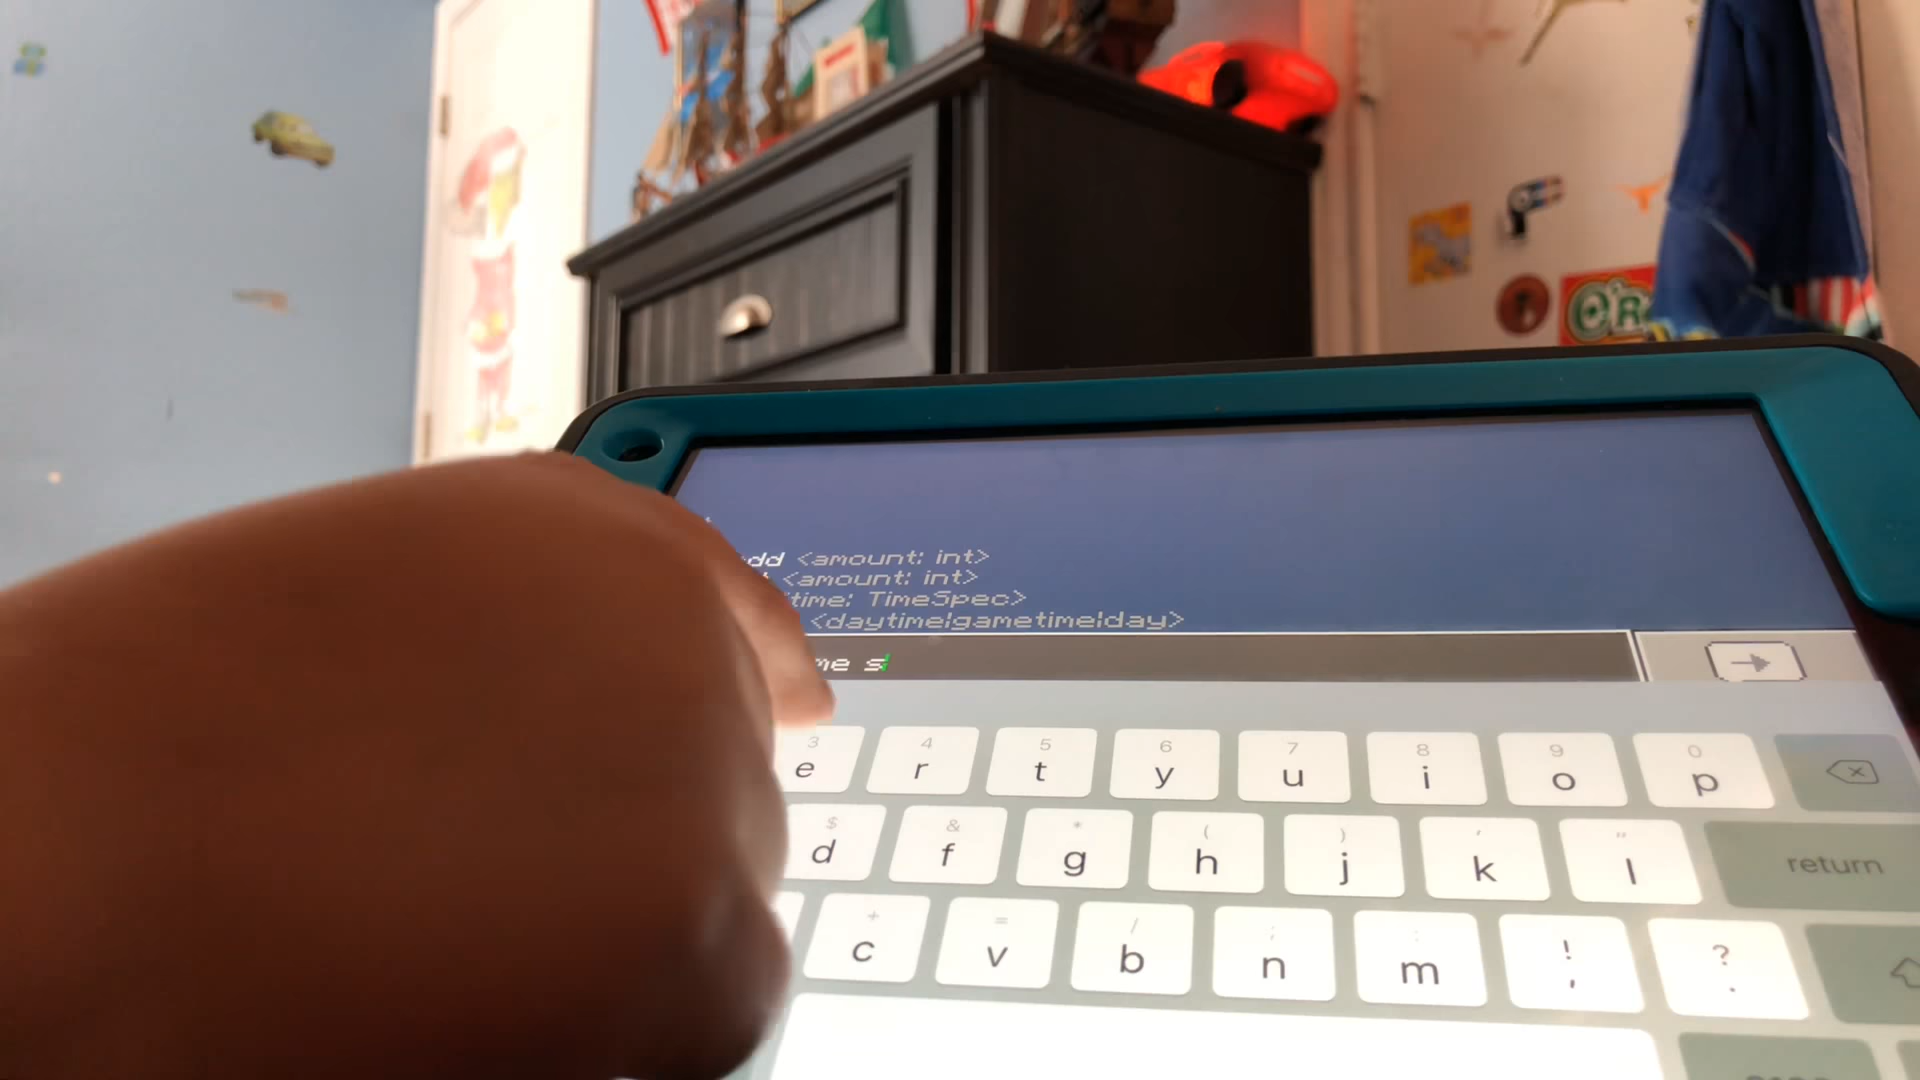 dd <amount: int>
<amount: int>
time: TimeSpec>
<daytime|gametime|day>
me s
3 4 5 6 7 8 9 0
e r t y u i o p
$ & * ( ) ' "
d f g h j k l return
+ = / ; : ! ?
c v b n m , .
O'R